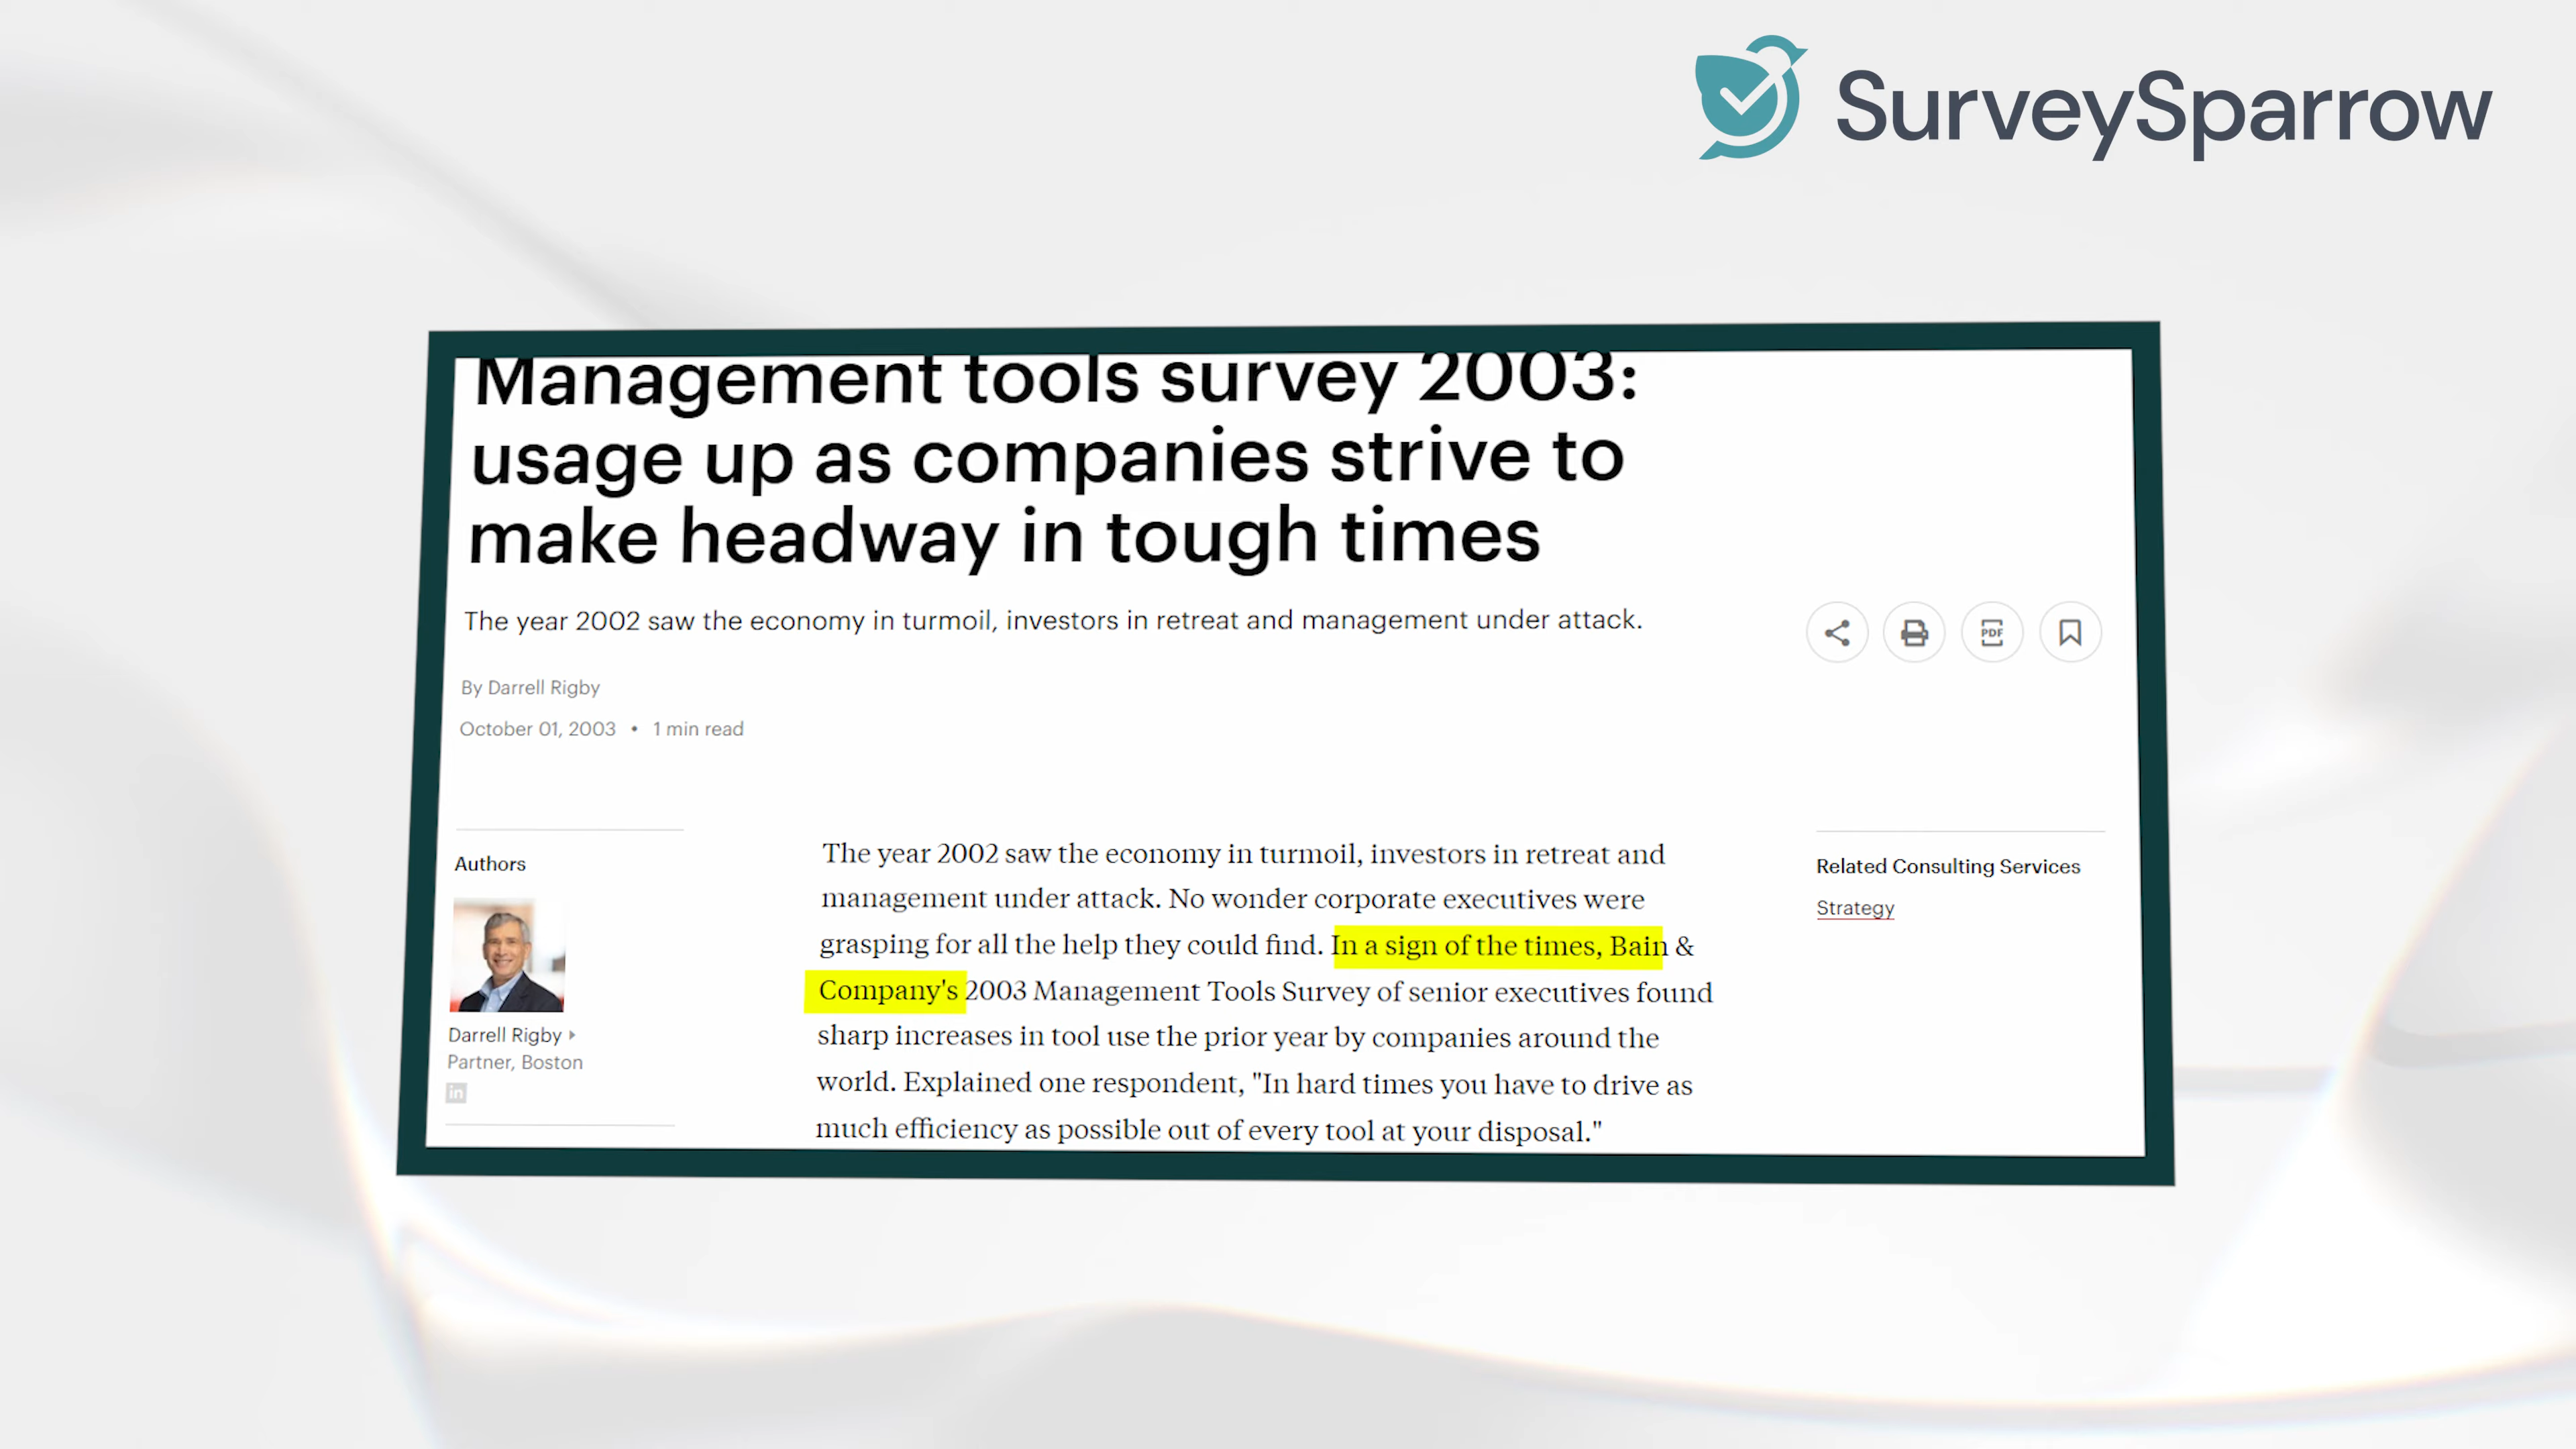 SurveySparrow
Management tools survey 2003:
usage up as companies strive to
make headway in tough times
The year 2002 saw the economy in turmoil, investors in retreat and management under attack.
PDF
By Darrell Rigby
October 01, 2003 • 1 min read
Authors
Darrell Rigby
Partner, Boston
in
The year 2002 saw the economy in turmoil, investors in retreat and
management under attack. No wonder corporate executives were
grasping for all the help they could find. In a sign of the times, Bain &
Company's 2003 Management Tools Survey of senior executives found
sharp increases in tool use the prior year by companies around the
world. Explained one respondent, "In hard times you have to drive as
much efficiency as possible out of every tool at your disposal."
Related Consulting Services
Strategy